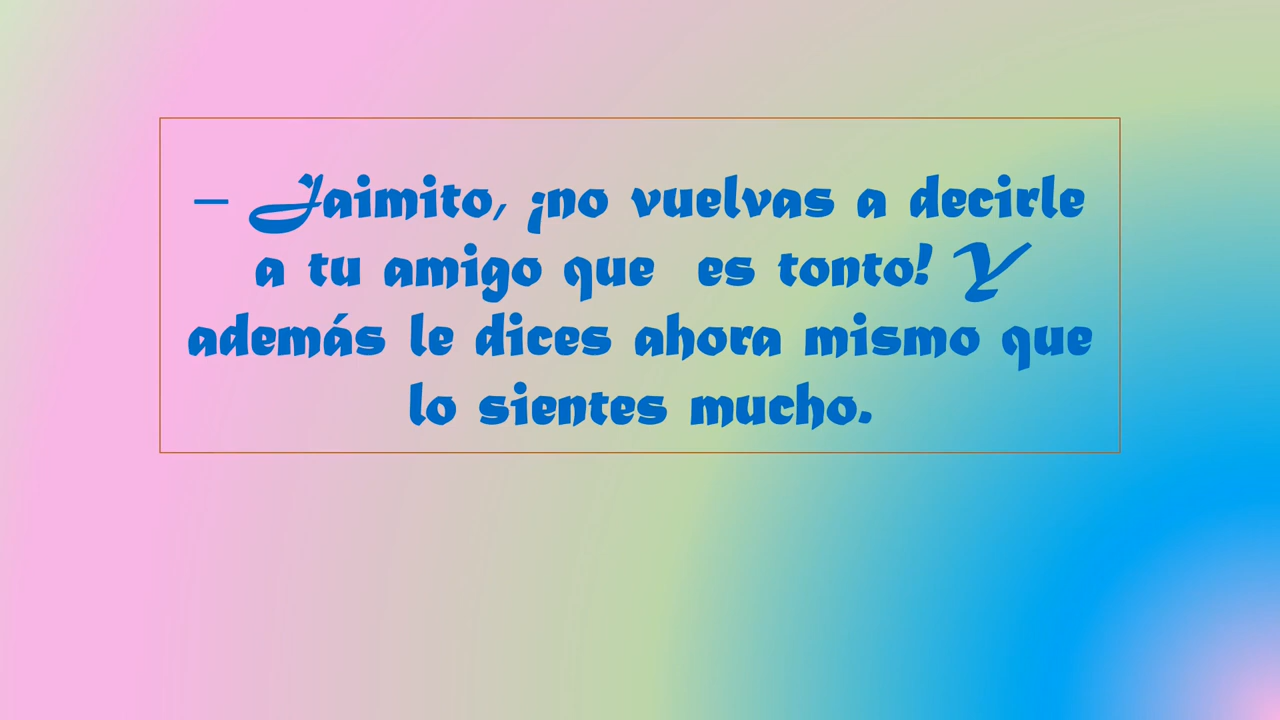 – Jaimito, ¡no vuelvas a decirle
a tu amigo que  es tonto! Y
además le dices ahora mismo que
lo sientes mucho.